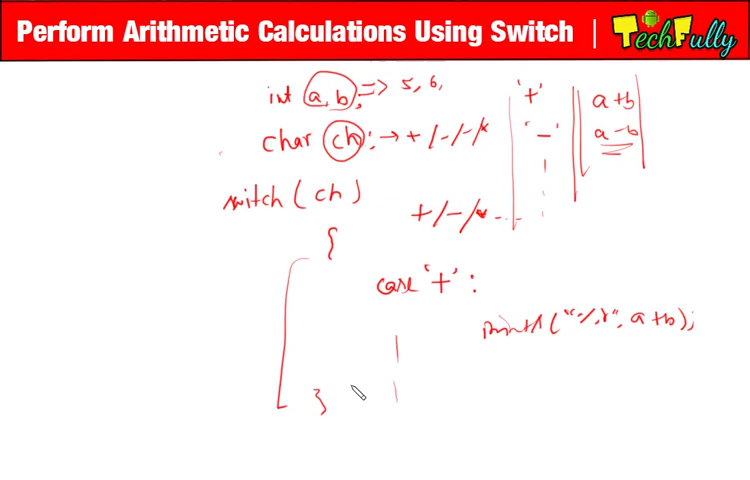 Perform Arithmetic Calculations Using Switch | TechFully
int a, b; => 5, 6,
char ch; → + / - / - / *
switch ( ch )
{
case '+' :
printf ( "%d", a+b );
}
'+'
'-'
a+b
a-b
+ / - / * - ...